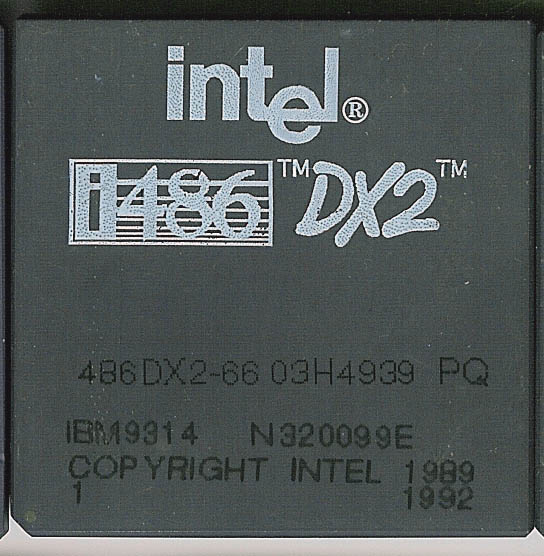 intel®
i486™ DX2™
486DX2-66 03H4939 PQ
IBM9314 N320099E
COPYRIGHT INTEL 1989
1 1992